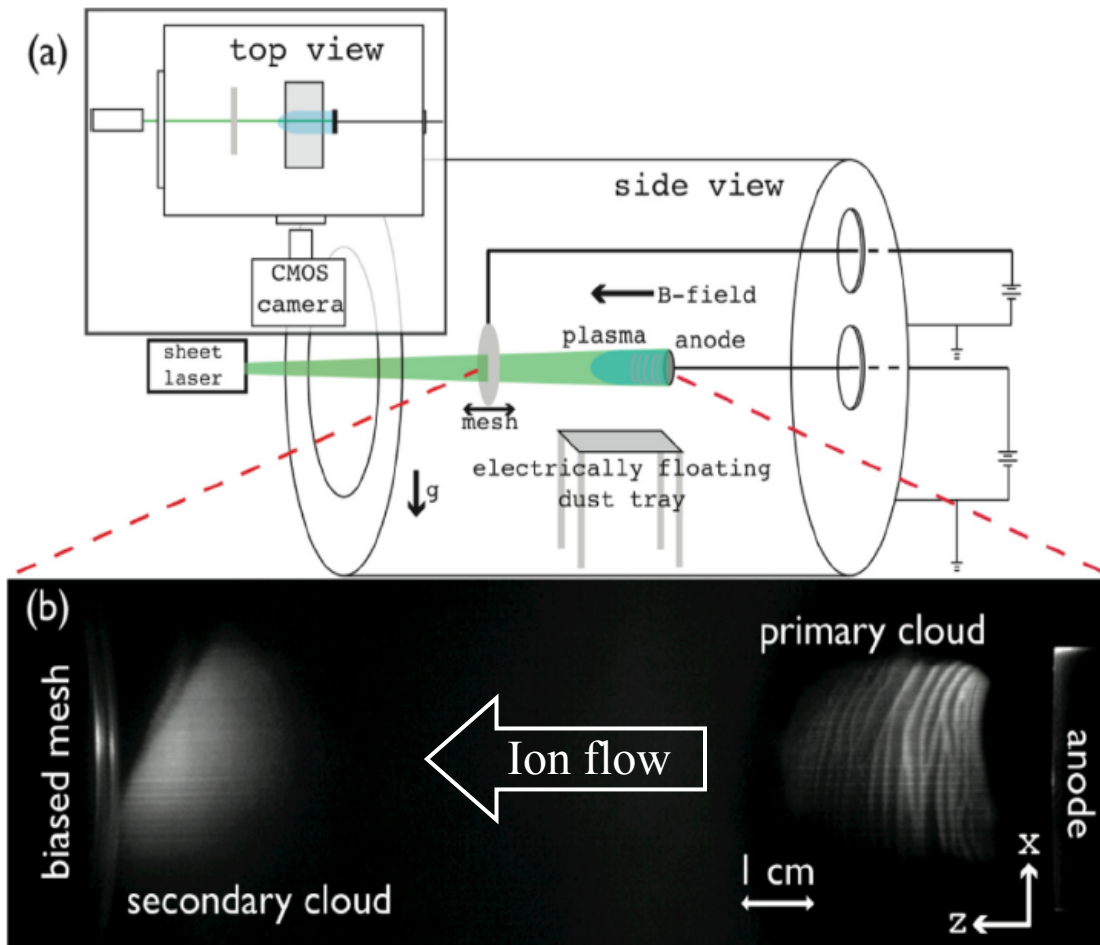 (a)
top view
CMOS
camera
side view
B-field
sheet
laser
plasma
anode
mesh
electrically floating
dust tray
g
(b)
primary cloud
biased mesh
Ion flow
anode
secondary cloud
1 cm
x
z